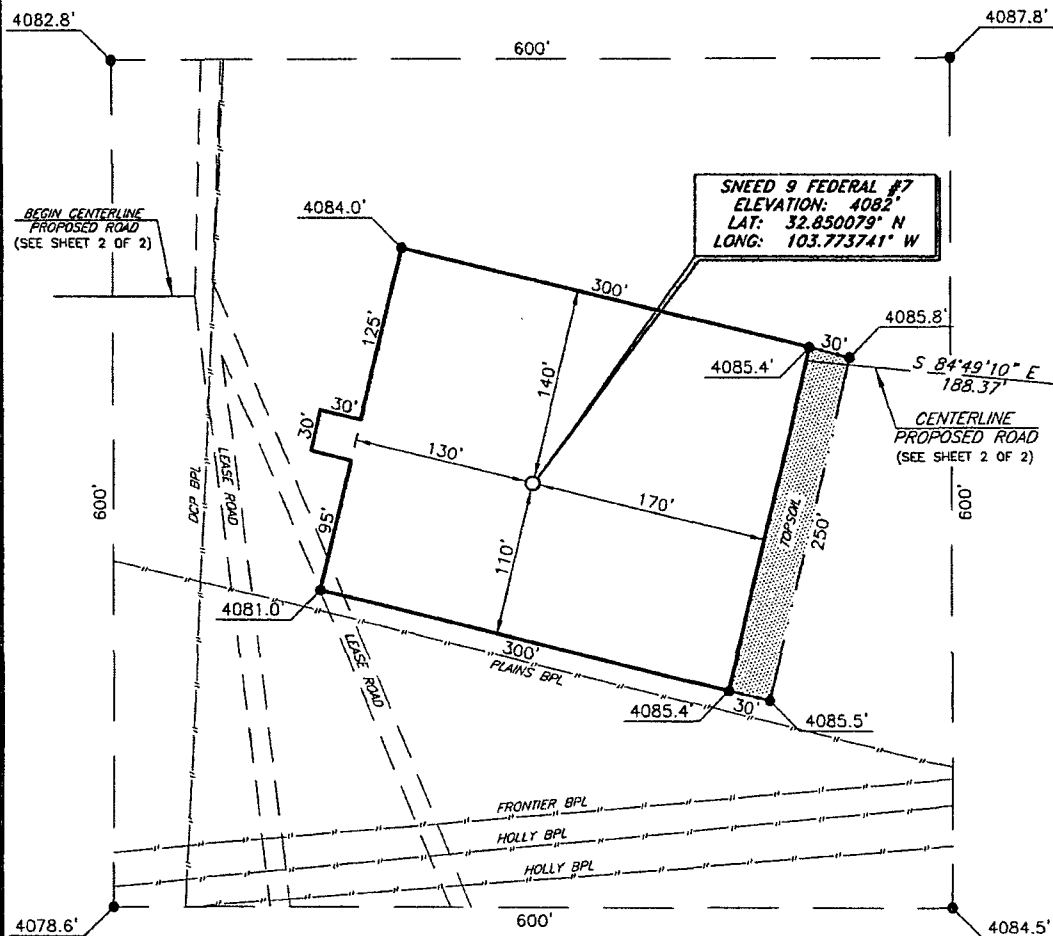 4082.8'
4087.8'
600'
SNEED 9 FEDERAL #7
ELEVATION: 4082'
LAT: 32.850079° N
LONG: 103.773741° W
BEGIN CENTERLINE
PROPOSED ROAD
(SEE SHEET 2 OF 2)
4084.0'
300'
4085.8'
125'
30'
4085.4'
140'
S 84°49'10" E
188.37'
CENTERLINE
PROPOSED ROAD
(SEE SHEET 2 OF 2)
30'
30'
130'
170'
LEASE ROAD
DCP BPL
600'
600'
TOPSOIL
250'
95'
110'
4081.0'
LEASE ROAD
300'
PLAINS BPL
4085.4'
30'
4085.5'
FRONTIER BPL
HOLLY BPL
HOLLY BPL
4078.6'
600'
4084.5'